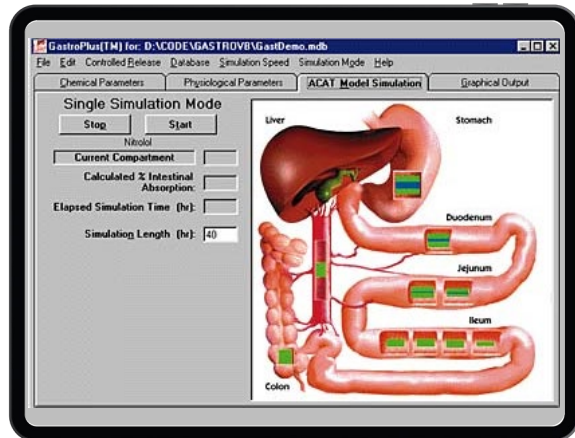 GastroPlus(TM) for: D:\CODE\GASTROVB\GastDemo.mdb
File Edit Controlled Release Database Simulation Speed Simulation Mode Help
Chemical Parameters Physiological Parameters ACAT Model Simulation Graphical Output
Single Simulation Mode
Stop Start
Nitrolol
Current Compartment
Calculated % Intestinal
Absorption:
Elapsed Simulation Time (hr):
Simulation Length (hr): 40
Liver Stomach
Duodenum
Jejunum
Ileum
Colon